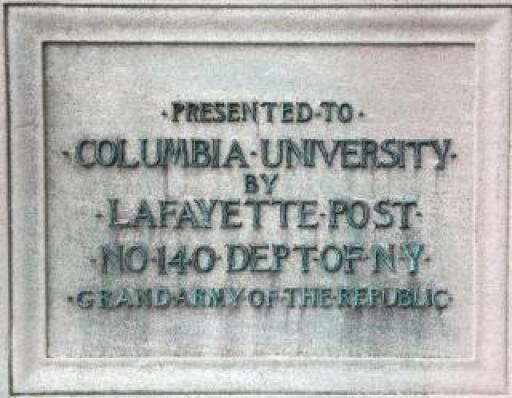 ·PRESENTED·TO·
·COLUMBIA·UNIVERSITY·
BY
·LAFAYETTE·POST·
·NO·140·DEPT·OF·N·Y·
·GRAND·ARMY·OF·THE·REPUBLIC·